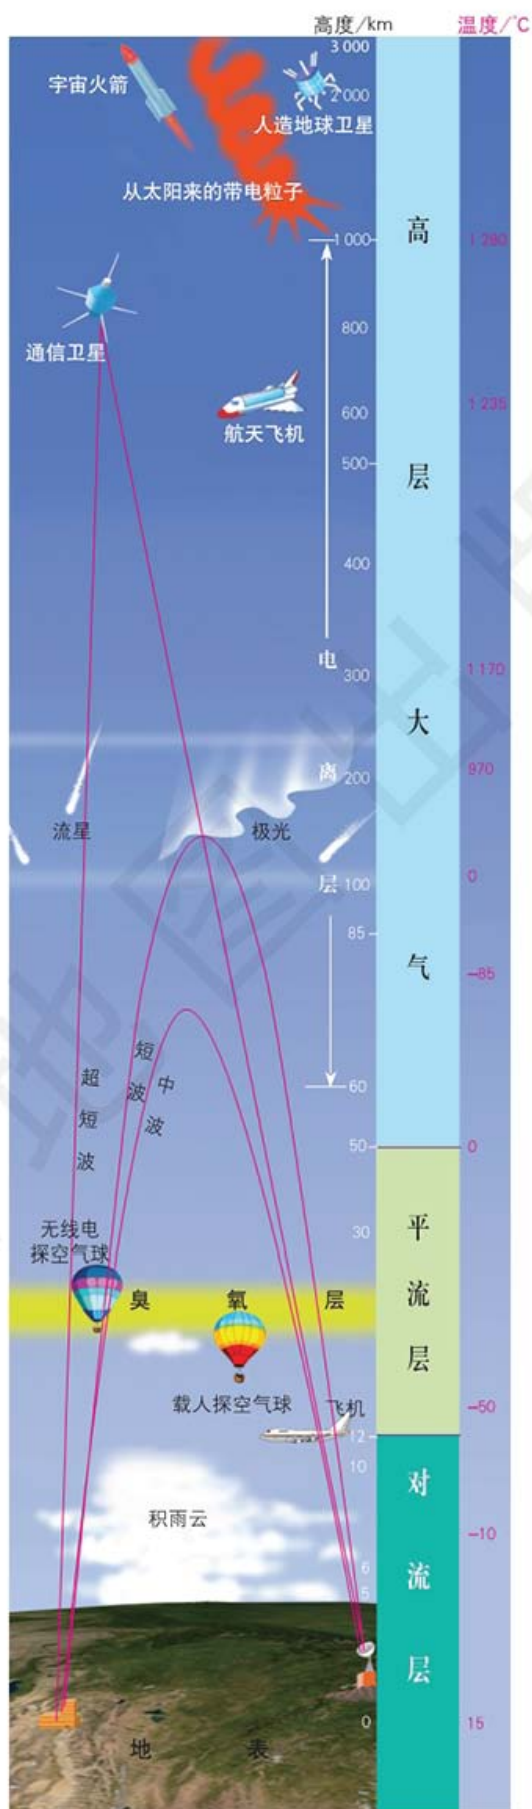 高度/km 温度/℃
3 000
宇宙火箭
2 000
人造地球卫星
从太阳来的带电粒子
1 000
高
1 280
通信卫星
800
航天飞机
600
1 235
500
层
400
电
300
1 170
大
离
200
970
流星
极光
层
100
0
85
气
-85
短波
中波
超短波
60
50
0
平流层
30
无线电
探空气球
臭氧层
载人探空气球
飞机
-50
12
10
对流层
积雨云
-10
6
5
0
15
地表
地图出